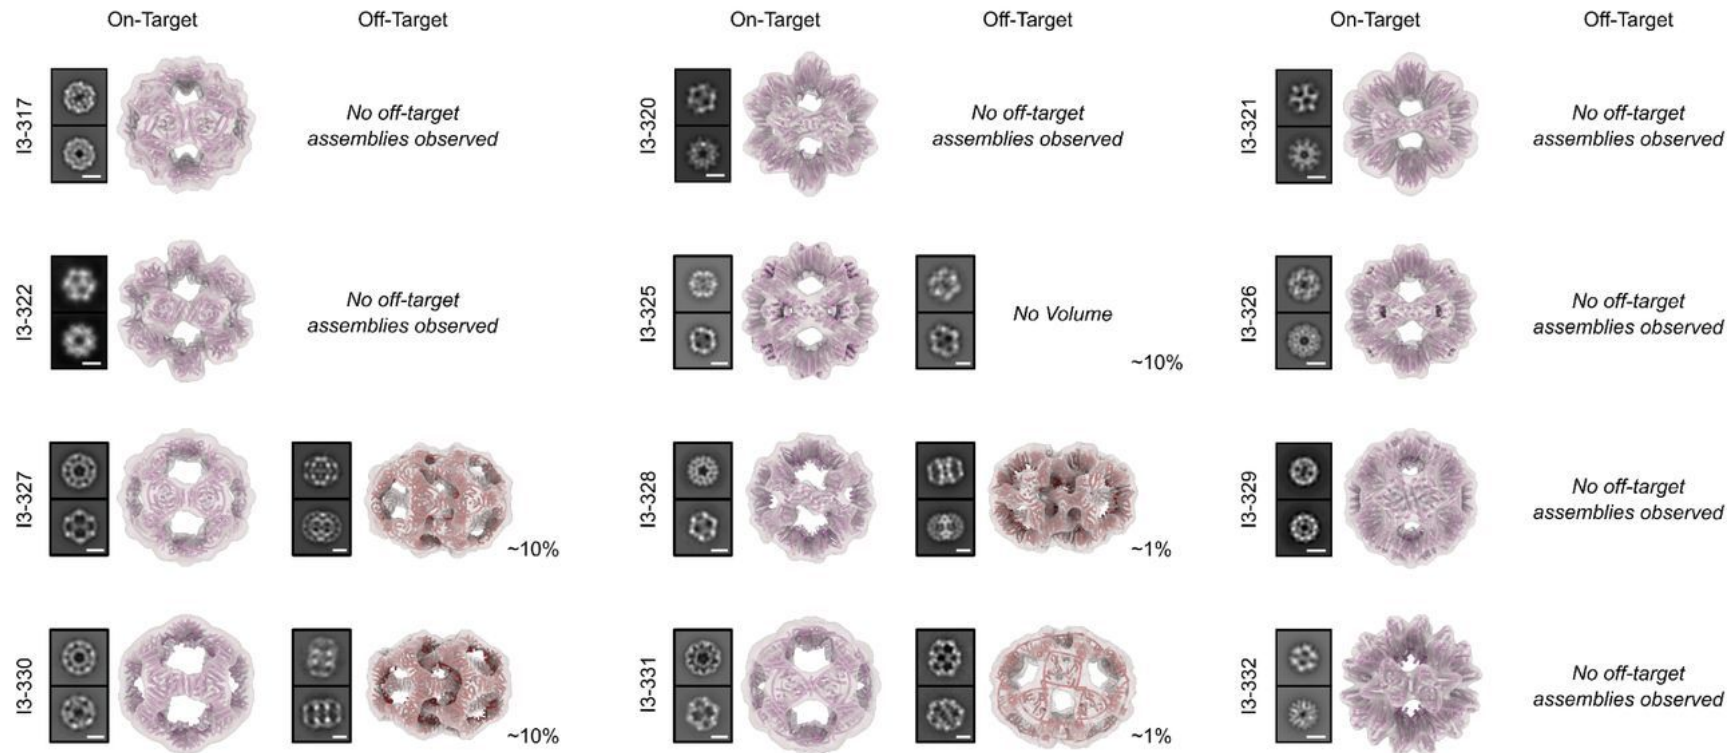 On-Target
Off-Target
On-Target
Off-Target
On-Target
Off-Target
I3-317
No off-target
assemblies observed
I3-320
No off-target
assemblies observed
I3-321
No off-target
assemblies observed
I3-322
No off-target
assemblies observed
I3-325
No Volume
~10%
I3-326
No off-target
assemblies observed
I3-327
~10%
I3-328
~1%
I3-329
No off-target
assemblies observed
I3-330
~10%
I3-331
~1%
I3-332
No off-target
assemblies observed